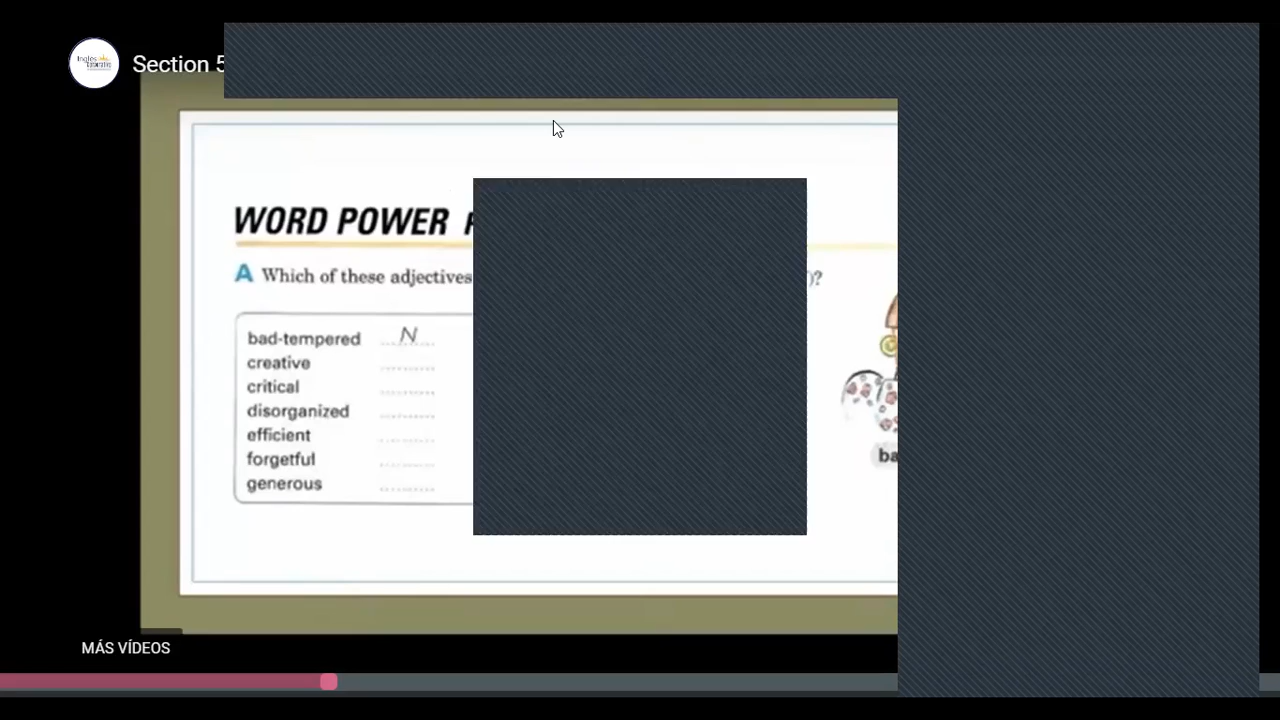 Section 5
WORD POWER
A Which of these adjectives
)?
bad-tempered N
creative
critical
disorganized
efficient
forgetful
generous
ba
MÁS VÍDEOS